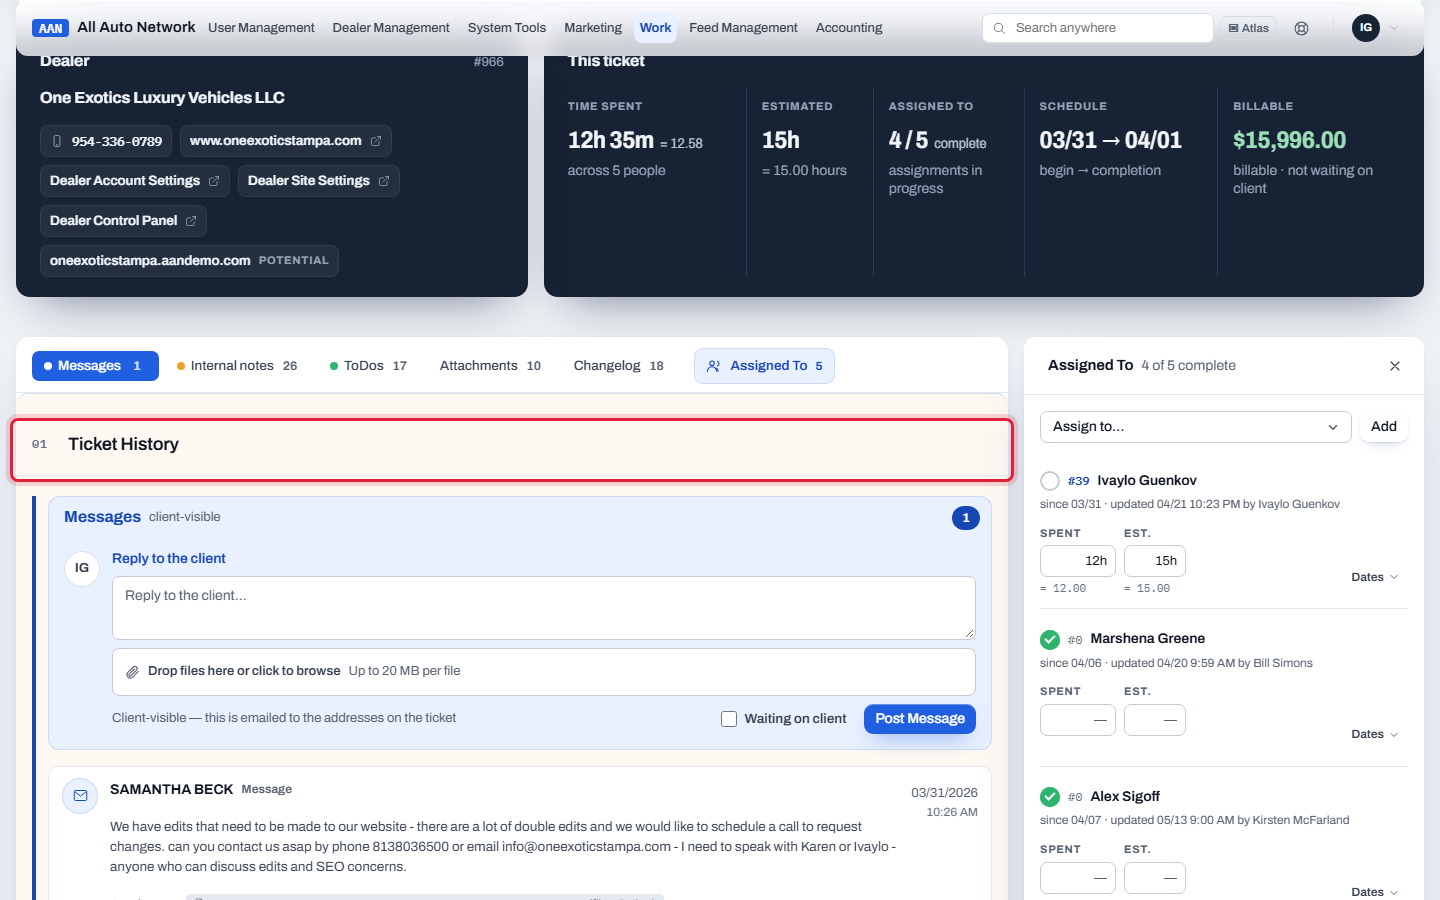 AAN All Auto Network User Management Dealer Management System Tools Marketing Work Feed Management Accounting Search anywhere Atlas IG
Dealer #966
One Exotics Luxury Vehicles LLC
954-336-0789 www.oneexoticstampa.com
Dealer Account Settings Dealer Site Settings
Dealer Control Panel
oneexoticstampa.aandemo.com POTENTIAL
This ticket
TIME SPENT
12h 35m = 12.58
across 5 people
ESTIMATED
15h
= 15.00 hours
ASSIGNED TO
4 / 5 complete
assignments in
progress
SCHEDULE
03/31 → 04/01
begin → completion
BILLABLE
$15,996.00
billable · not waiting on
client
Messages 1 Internal notes 26 ToDos 17 Attachments 10 Changelog 18 Assigned To 5
01 Ticket History
Messages client-visible 1
IG Reply to the client
Reply to the client...
Drop files here or click to browse Up to 20 MB per file
Client-visible — this is emailed to the addresses on the ticket Waiting on client Post Message
SAMANTHA BECK Message 03/31/2026
10:26 AM
We have edits that need to be made to our website - there are a lot of double edits and we would like to schedule a call to request
changes. can you contact us asap by phone 8138036500 or email info@oneexoticstampa.com - I need to speak with Karen or Ivaylo -
anyone who can discuss edits and SEO concerns.
Assigned To 4 of 5 complete
Assign to... Add
#39 Ivaylo Guenkov
since 03/31 · updated 04/21 10:23 PM by Ivaylo Guenkov
SPENT EST.
12h 15h
= 12.00 = 15.00 Dates
#0 Marshena Greene
since 04/06 · updated 04/20 9:59 AM by Bill Simons
SPENT EST.
— — Dates
#0 Alex Sigoff
since 04/07 · updated 05/13 9:00 AM by Kirsten McFarland
SPENT EST.
— — Dates